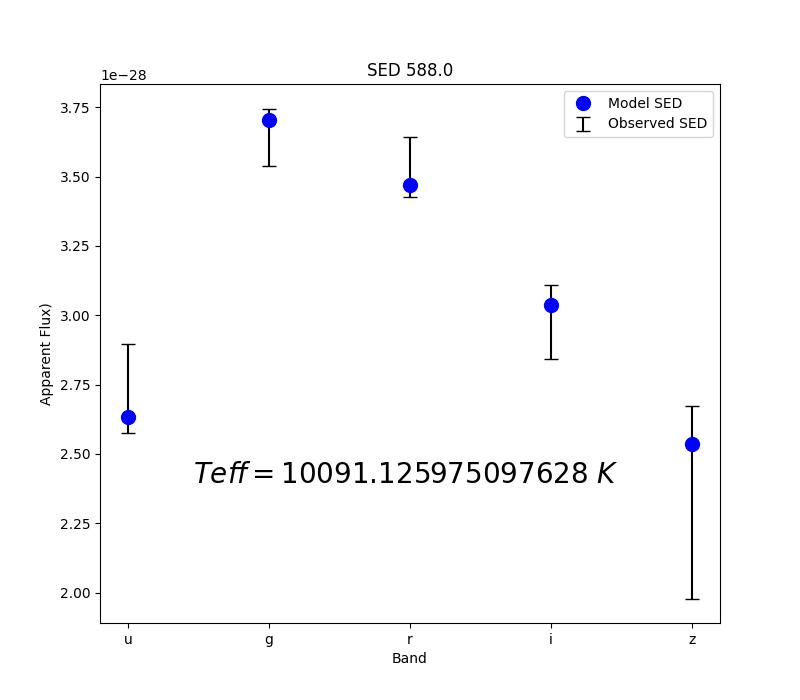 SED 588.0
1e−28
Model SED
Observed SED
3.75
3.50
3.25
3.00
2.75
2.50
2.25
2.00
Apparent Flux)
Teff = 10091.125975097628 K
u g r i z
Band